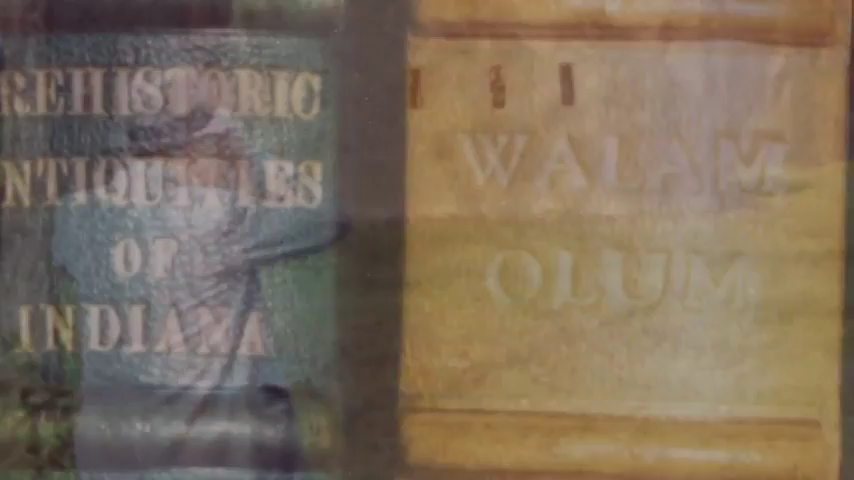 REHISTORIC
NTIQUITIES
OF
INDIANA
WALAM
OLUM